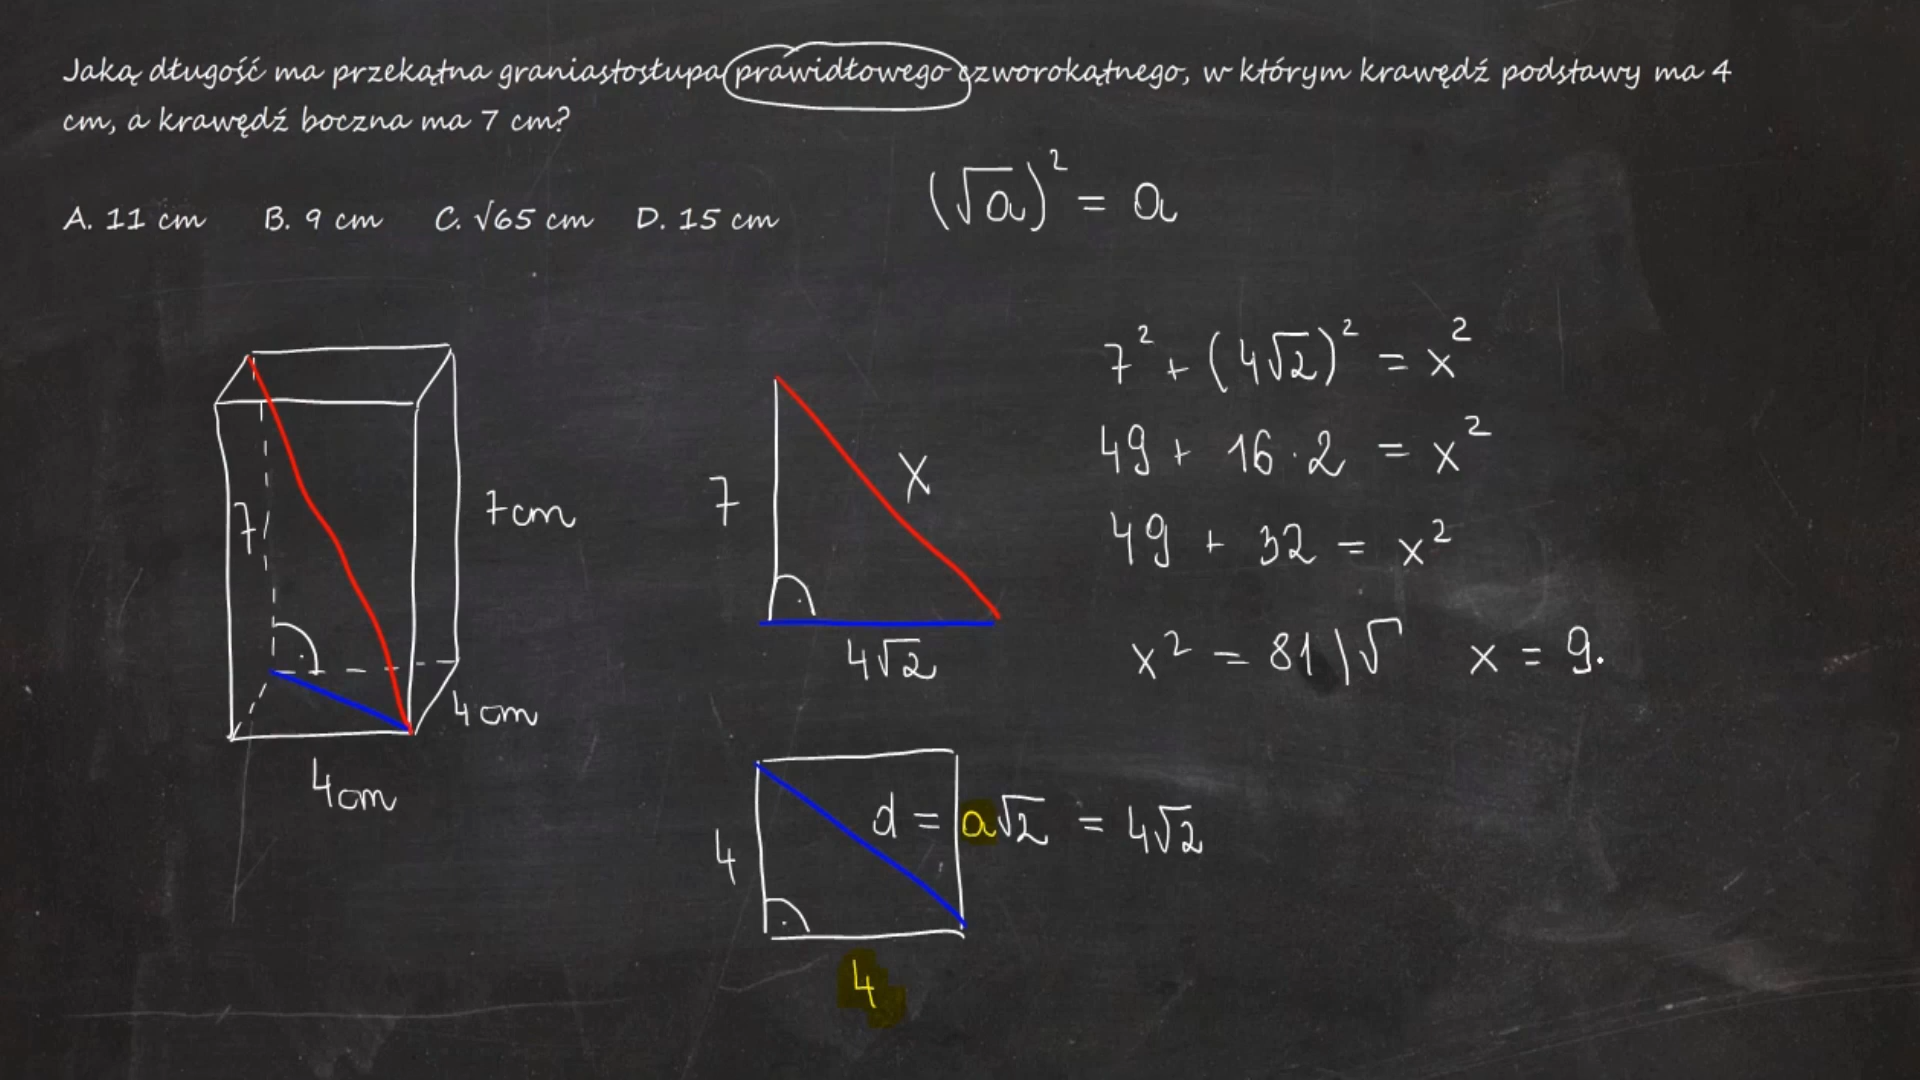 Jaką długość ma przekątna graniastosłupa prawidłowego czworokątnego, w którym krawędź podstawy ma 4
cm, a krawędź boczna ma 7 cm?
(√a)² = a
A. 11 cm B. 9 cm C. √65 cm D. 15 cm
7² + (4√2)² = x²
49 + 16·2 = x²
49 + 32 = x²
x² = 81 |√ x = 9.
7
7cm
4cm
4cm
7
x
4√2
d = a√2 = 4√2
4
4